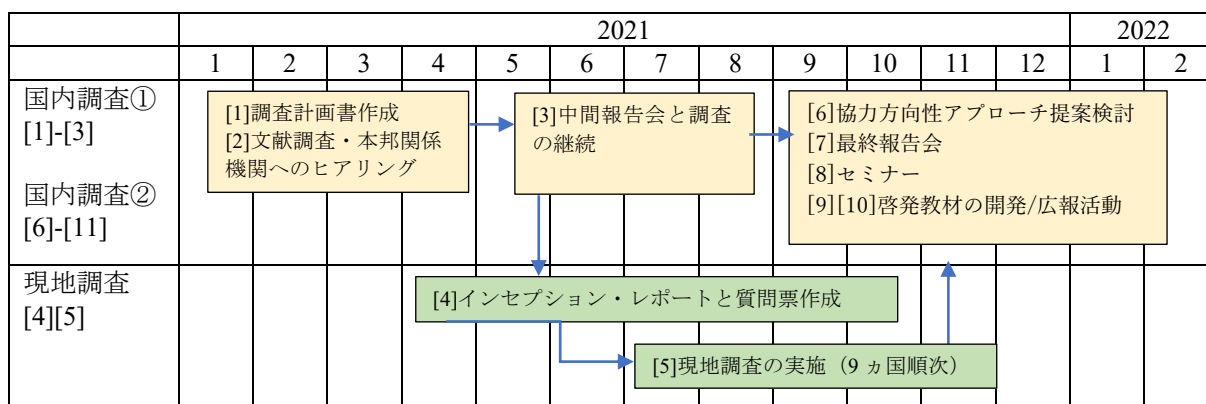 2021 2022
1 2 3 4 5 6 7 8 9 10 11 12 1 2
国内調査①
[1]-[3]
国内調査②
[6]-[11]
[1]調査計画書作成
[2]文献調査・本邦関係
機関へのヒアリング
[3]中間報告会と調査
の継続
[6]協力方向性アプローチ提案検討
[7]最終報告会
[8]セミナー
[9][10]啓発教材の開発/広報活動
現地調査
[4][5]
[4]インセプション・レポートと質問票作成
[5]現地調査の実施（9 ヵ国順次）